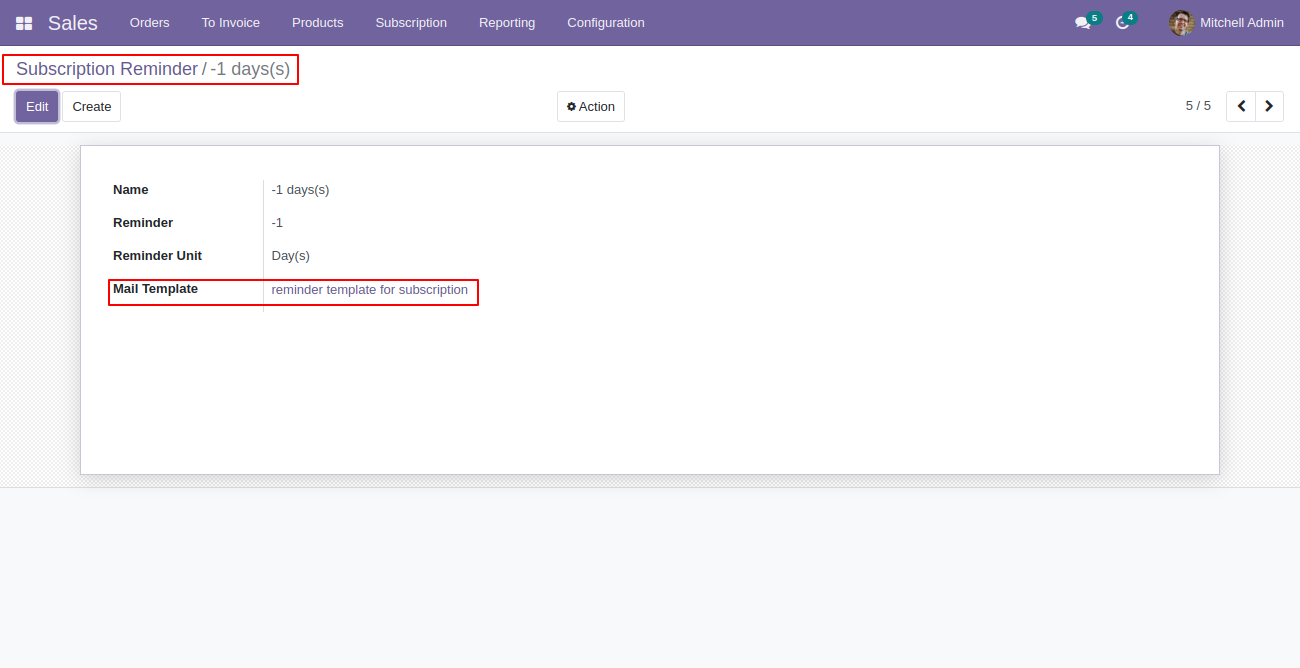 Sales Orders To Invoice Products Subscription Reporting Configuration 5 4 Mitchell Admin
Subscription Reminder / -1 days(s)
Edit Create Action 5 / 5
Name -1 days(s)
Reminder -1
Reminder Unit Day(s)
Mail Template reminder template for subscription